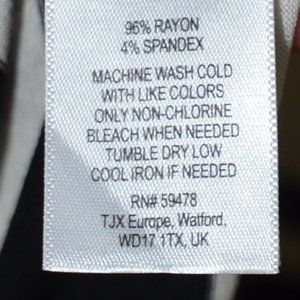 96% RAYON
4% SPANDEX
MACHINE WASH COLD
WITH LIKE COLORS
ONLY NON-CHLORINE
BLEACH WHEN NEEDED
TUMBLE DRY LOW
COOL IRON IF NEEDED
RN# 59478
TJX Europe, Watford,
WD17 1TX, UK